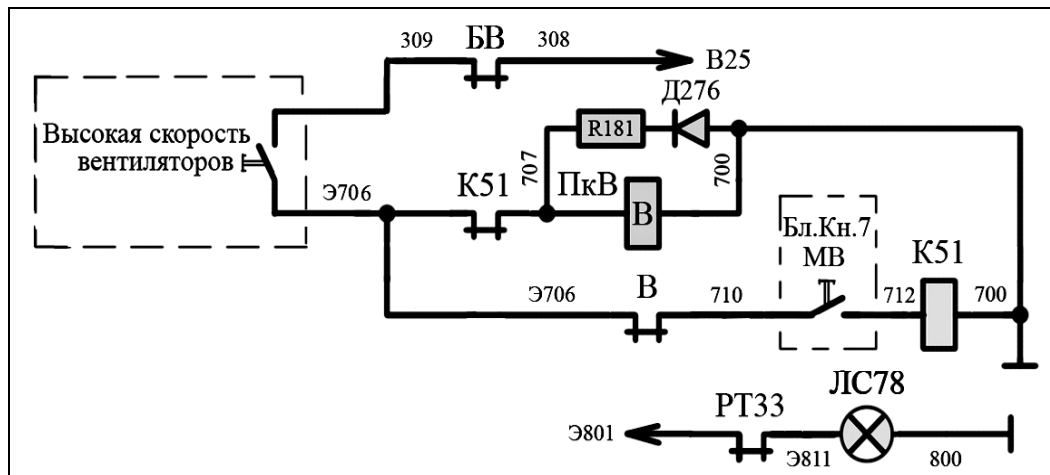 309
БВ
308
В25
Д276
Высокая скорость
вентиляторов
R181
Э706
К51
707
ПкВ
700
В
Бл.Кн.7
МВ
К51
Э706
В
710
712
700
ЛС78
РТ33
Э801
Э811
800